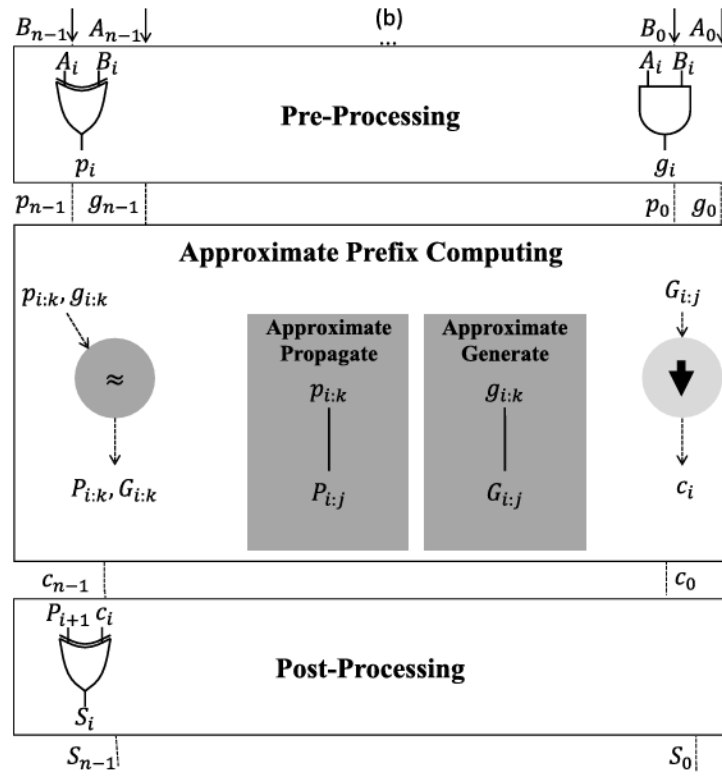 (b)
B_{n-1} A_{n-1} ... B_0 A_0
A_i B_i A_i B_i
Pre-Processing
p_i g_i
p_{n-1} g_{n-1} p_0 g_0
Approximate Prefix Computing
p_{i:k}, g_{i:k} G_{i:j}
Approximate Propagate
p_{i:k}
P_{i:j}
Approximate Generate
g_{i:k}
G_{i:j}
≈
P_{i:k}, G_{i:k} c_i
c_{n-1} c_0
P_{i+1} c_i
Post-Processing
S_i
S_{n-1} S_0